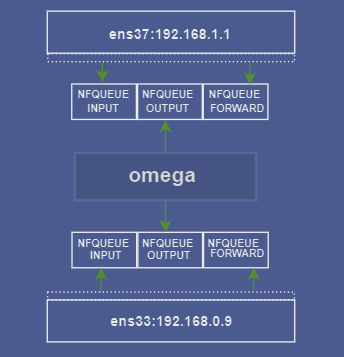 ens37:192.168.1.1
NFQUEUE NFQUEUE NFQUEUE
INPUT OUTPUT FORWARD
omega
NFQUEUE NFQUEUE NFQUEUE
INPUT OUTPUT FORWARD
ens33:192.168.0.9